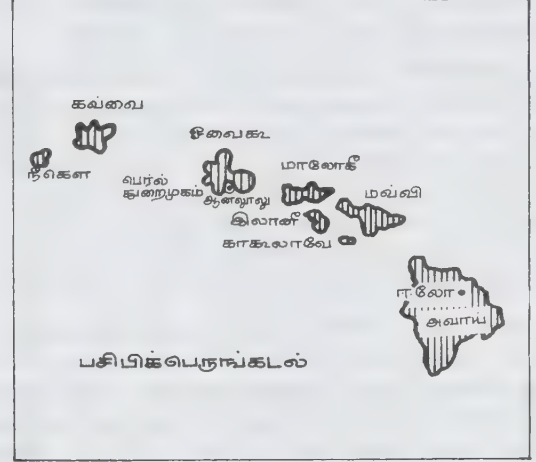 கவ்வை
நீகௌ
ஓவைகூ
பெர்ல்
துறைமுகம்
ஆனலூலு
மாலோகீ
மவ்வி
இலானீ
காகூலாவே
ஈலோ
அவாய்
பசிபிக்பெருங்கடல்